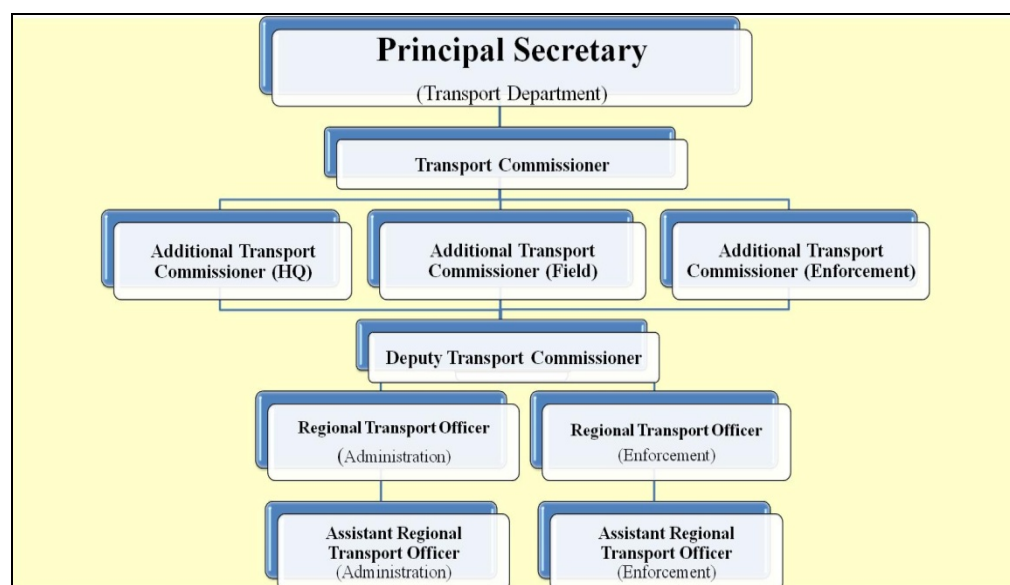 Principal Secretary
(Transport Department)
Transport Commissioner
Additional Transport
Commissioner (HQ)
Additional Transport
Commissioner (Field)
Additional Transport
Commissioner (Enforcement)
Deputy Transport Commissioner
Regional Transport Officer
(Administration)
Regional Transport Officer
(Enforcement)
Assistant Regional
Transport Officer
(Administration)
Assistant Regional
Transport Officer
(Enforcement)